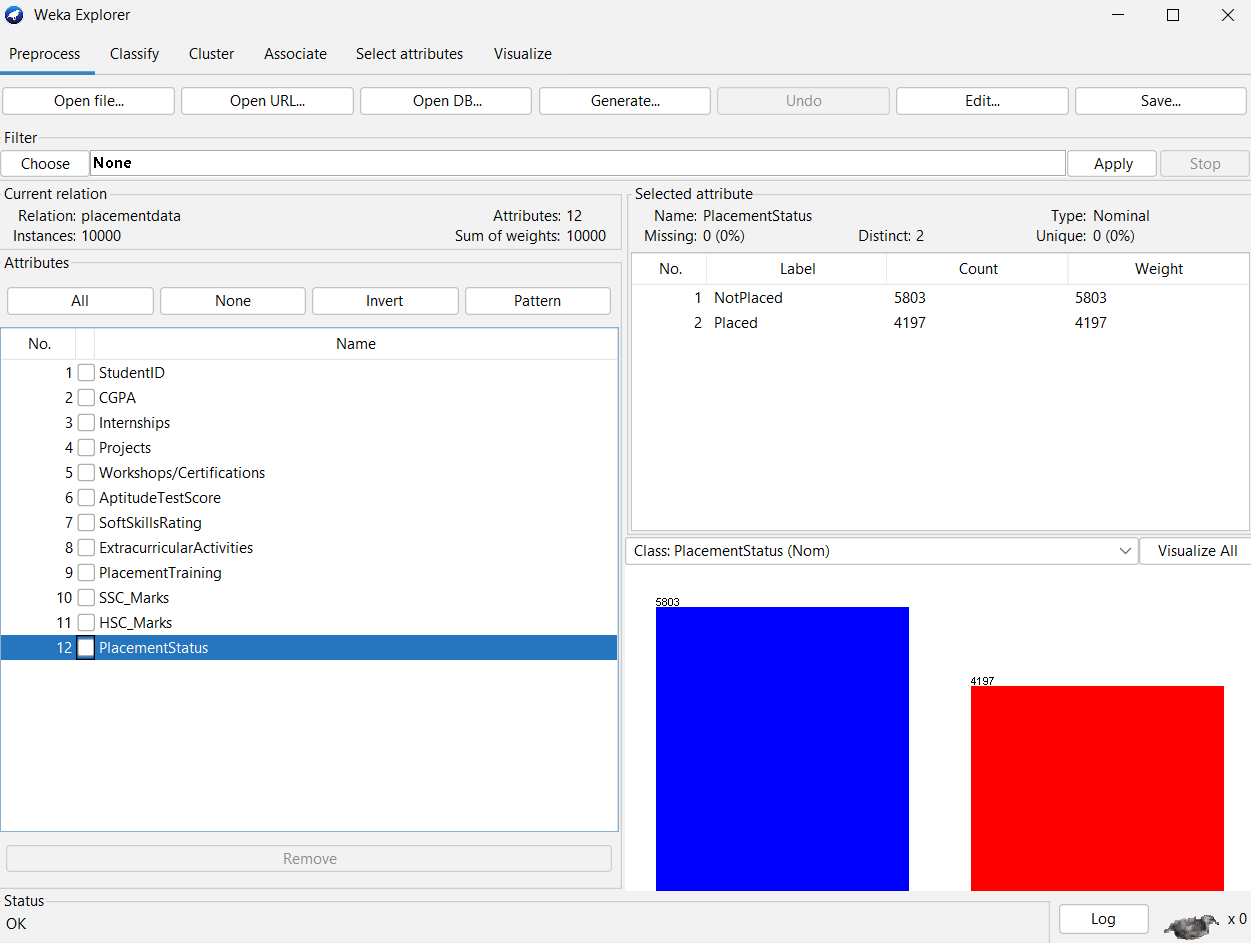 Weka Explorer
Preprocess Classify Cluster Associate Select attributes Visualize
Open file... Open URL... Open DB... Generate... Undo Edit... Save...
Filter
Choose None Apply Stop
Current relation
Relation: placementdata Attributes: 12
Instances: 10000 Sum of weights: 10000
Attributes
All None Invert Pattern
No. Name
1 StudentID
2 CGPA
3 Internships
4 Projects
5 Workshops/Certifications
6 AptitudeTestScore
7 SoftSkillsRating
8 ExtracurricularActivities
9 PlacementTraining
10 SSC_Marks
11 HSC_Marks
12 PlacementStatus
Remove
Selected attribute
Name: PlacementStatus Type: Nominal
Missing: 0 (0%) Distinct: 2 Unique: 0 (0%)
No. Label Count Weight
1 NotPlaced 5803 5803
2 Placed 4197 4197
Class: PlacementStatus (Nom) Visualize All
5803
4197
Status
OK
Log x 0